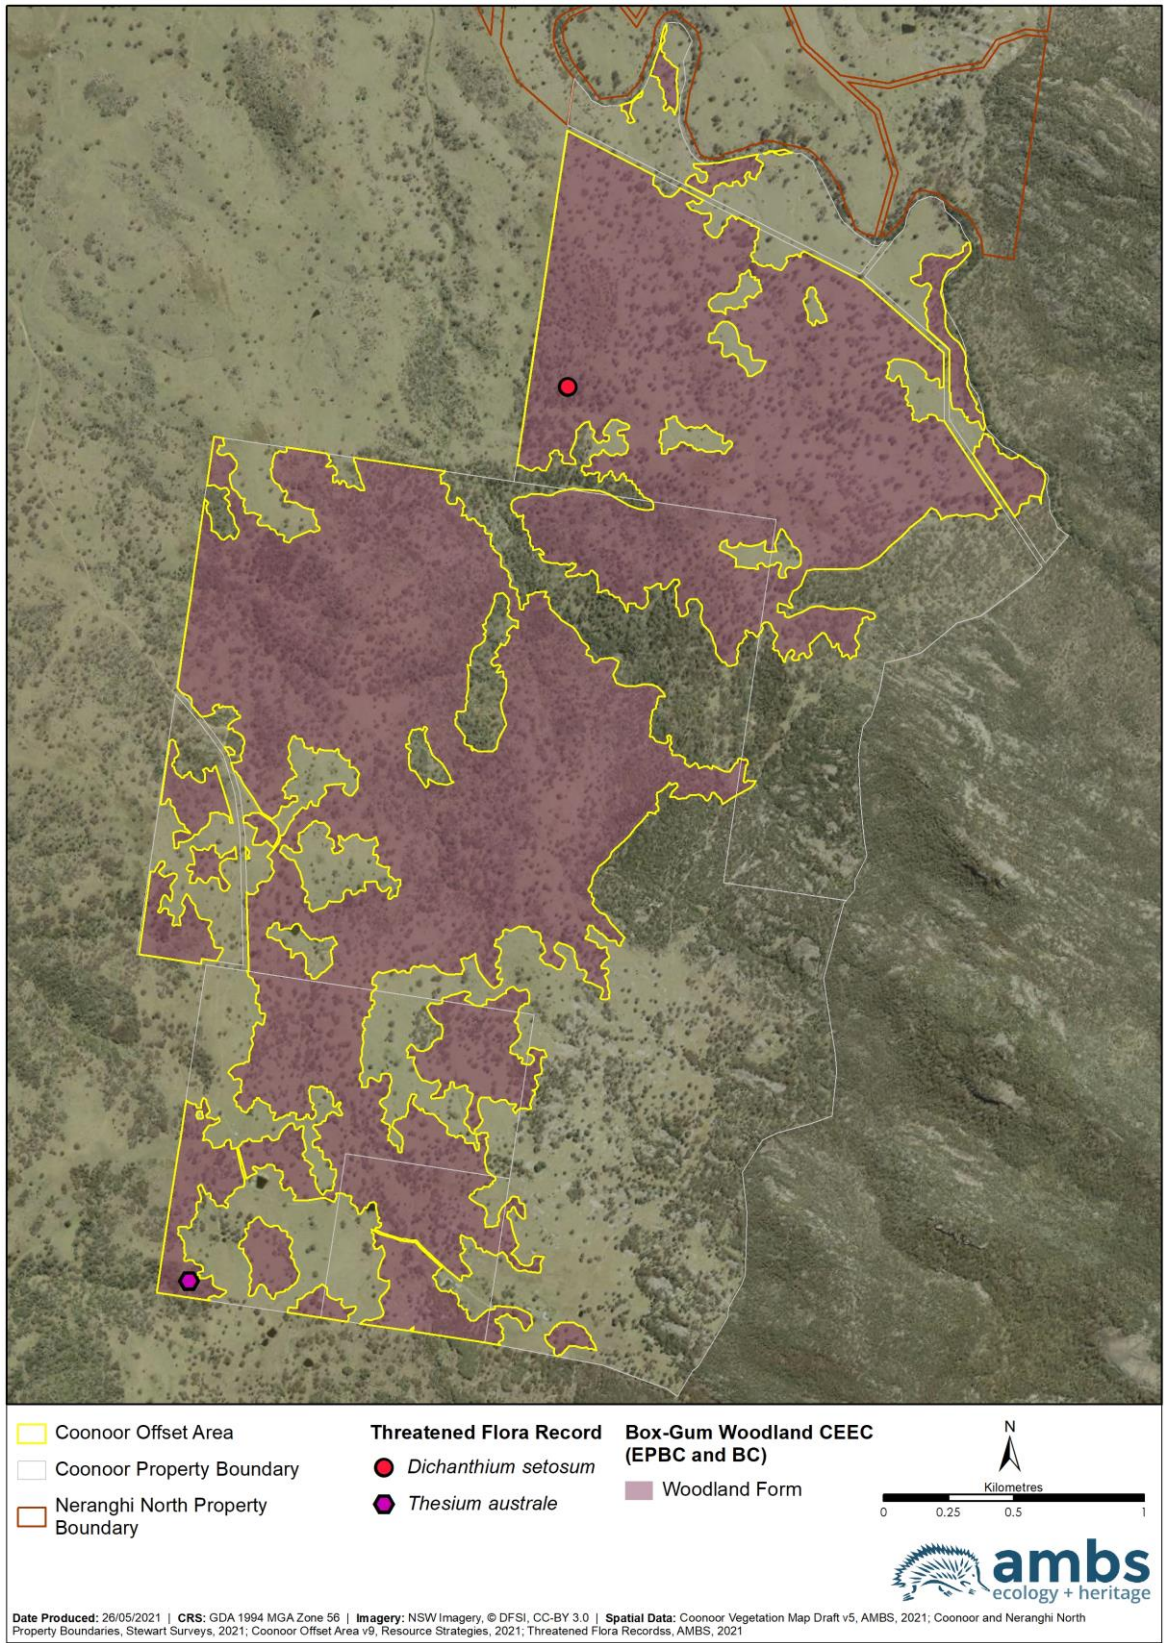 Coonoor Offset Area
Coonoor Property Boundary
Neranghi North Property
Boundary
Threatened Flora Record
Dichanthium setosum
Thesium australe
Box-Gum Woodland CEEC
(EPBC and BC)
Woodland Form
N
Kilometres
0 0.25 0.5 1
ambs
ecology + heritage
Date Produced: 26/05/2021 | CRS: GDA 1994 MGA Zone 56 | Imagery: NSW Imagery, © DFSI, CC-BY 3.0 | Spatial Data: Coonoor Vegetation Map Draft v5, AMBS, 2021; Coonoor and Neranghi North
Property Boundaries, Stewart Surveys, 2021; Coonoor Offset Area v9, Resource Strategies, 2021; Threatened Flora Recordss, AMBS, 2021